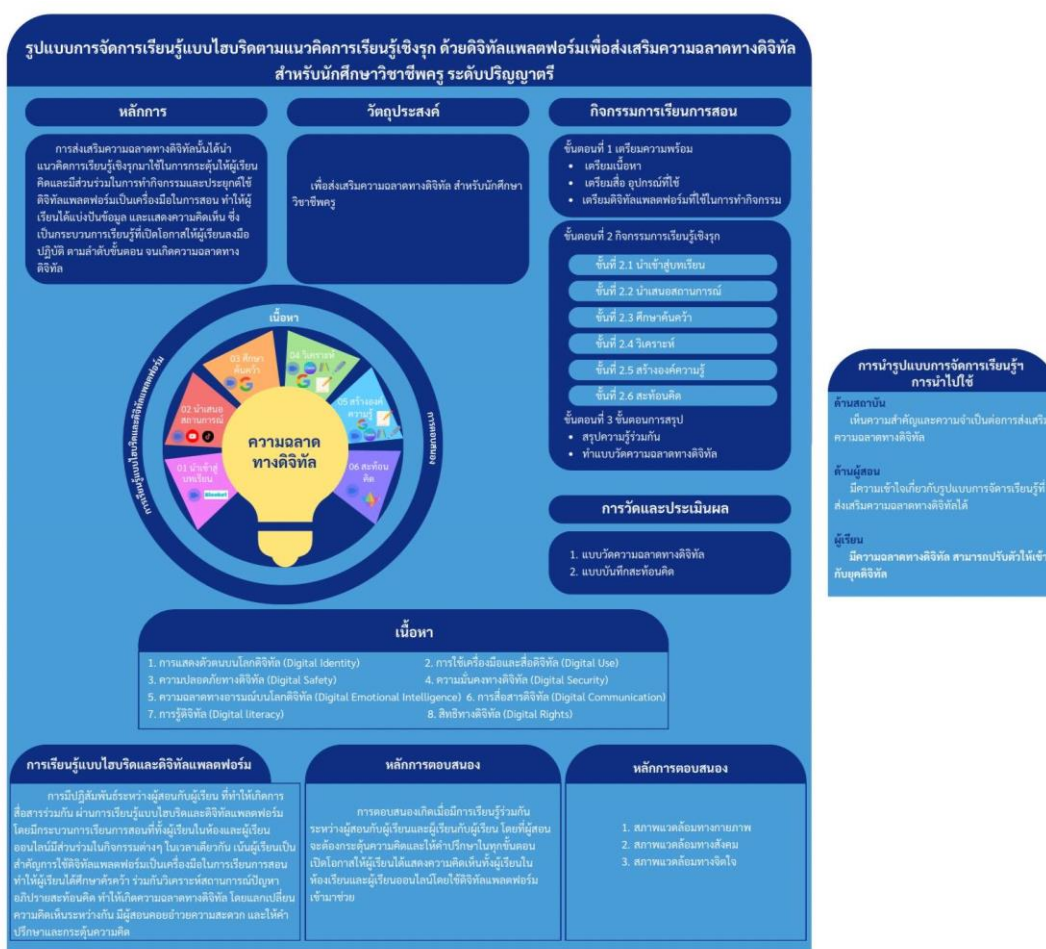 รูปแบบการจัดการเรียนรู้แบบไฮบริดตามแนวคิดการเรียนรู้เชิงรุก ด้วยดิจิทัลแพลตฟอร์มเพื่อส่งเสริมความฉลาดทางดิจิทัล
สำหรับนักศึกษาวิชาชีพครู ระดับปริญญาตรี
หลักการ
การส่งเสริมความฉลาดทางดิจิทัลนั้นได้นำ
แนวคิดการเรียนรู้เชิงรุกมาใช้ในการกระตุ้นให้ผู้เรียน
คิดและมีส่วนร่วมในการทำกิจกรรมและประยุกต์ใช้
ดิจิทัลแพลตฟอร์มเป็นเครื่องมือในการสอน ทำให้ผู้
เรียนได้แบ่งปันข้อมูล และแสดงความคิดเห็น ซึ่ง
เป็นกระบวนการเรียนรู้ที่เปิดโอกาสให้ผู้เรียนลงมือ
ปฏิบัติ ตามลำดับขั้นตอน จนเกิดความฉลาดทาง
ดิจิทัล
วัตถุประสงค์
เพื่อส่งเสริมความฉลาดทางดิจิทัล สำหรับนักศึกษา
วิชาชีพครู
กิจกรรมการเรียนการสอน
ขั้นตอนที่ 1 เตรียมความพร้อม
• เตรียมเนื้อหา
• เตรียมสื่อ อุปกรณ์ที่ใช้
• เตรียมดิจิทัลแพลตฟอร์มที่ใช้ในการทำกิจกรรม
ขั้นตอนที่ 2 กิจกรรมการเรียนรู้เชิงรุก
ขั้นที่ 2.1 นำเข้าสู่บทเรียน
ขั้นที่ 2.2 นำเสนอสถานการณ์
ขั้นที่ 2.3 ศึกษาค้นคว้า
ขั้นที่ 2.4 วิเคราะห์
ขั้นที่ 2.5 สร้างองค์ความรู้
ขั้นที่ 2.6 สะท้อนคิด
ขั้นตอนที่ 3 ขั้นตอนการสรุป
• สรุปความรู้ร่วมกัน
• ทำแบบวัดความฉลาดทางดิจิทัล
การวัดและประเมินผล
1. แบบวัดความฉลาดทางดิจิทัล
2. แบบบันทึกสะท้อนคิด
เนื้อหา
การเรียนรู้แบบไฮบริดและดิจิทัลแพลตฟอร์ม
การตอบสนอง
01 นำเข้าสู่
บทเรียน
02 นำเสนอ
สถานการณ์
03 ศึกษา
ค้นคว้า
04 วิเคราะห์
05 สร้างองค์
ความรู้
06 สะท้อน
คิด
ความฉลาด
ทางดิจิทัล
การนำรูปแบบการจัดการเรียนรู้ฯ
การนำไปใช้
ด้านสถาบัน
เห็นความสำคัญและความจำเป็นต่อการส่งเสริม
ความฉลาดทางดิจิทัล
ด้านผู้สอน
มีความเข้าใจเกี่ยวกับรูปแบบการจัดารเรียนรู้ที่
ส่งเสริมความฉลาดทางดิจิทัลได้
ผู้เรียน
มีความฉลาดทางดิจิทัล สามารถปรับตัวให้เข้า
กับยุคดิจิทัล
เนื้อหา
1. การแสดงตัวตนบนโลกดิจิทัล (Digital Identity) 2. การใช้เครื่องมือและสื่อดิจิทัล (Digital Use)
3. ความปลอดภัยทางดิจิทัล (Digital Safety) 4. ความมั่นคงทางดิจิทัล (Digital Security)
5. ความฉลาดทางอารมณ์บนโลกดิจิทัล (Digital Emotional Intelligence) 6. การสื่อสารดิจิทัล (Digital Communication)
7. การรู้ดิจิทัล (Digital literacy) 8. สิทธิทางดิจิทัล (Digital Rights)
การเรียนรู้แบบไฮบริดและดิจิทัลแพลตฟอร์ม
การมีปฏิสัมพันธ์ระหว่างผู้สอนกับผู้เรียน ที่ทำให้เกิดการ
สื่อสารร่วมกัน ผ่านการเรียนรู้แบบไฮบริดและดิจิทัลแพลตฟอร์ม
โดยมีกระบวนการเรียนการสอนที่ทั้งผู้เรียนในห้องและผู้เรียน
ออนไลน์มีส่วนร่วมในกิจกรรมต่างๆ ในเวลาเดียวกัน เน้นผู้เรียนเป็น
สำคัญการใช้ดิจิทัลแพลตฟอร์มเป็นเครื่องมือในการเรียนการสอน
ทำให้ผู้เรียนได้ศึกษาค้รคว้า ร่วมกันวิเคราะห์สถานการณ์ปัญหา
อภิปรายสะท้อนคิด ทำให้เกิดความฉลาดทางดิจิทัล โดยแลกเปลี่ยน
ความคิดเห็นระหว่างกัน มีผู้สอนคอยอำวยความสะดวก และให้คำ
ปรึกษาและกระตุ้นความคิด
หลักการตอบสนอง
การตอบสนองเกิดเมื่อมีการเรียนรู้ร่วมกัน
ระหว่างผู้สอนกับผู้เรียนและผู้เรียนกับผู้เรียน โดยที่ผู้สอน
จะต้องกระตุ้นความคิดและให้คำปรึกษาในทุกขั้นตอน
เปิดโอกาสให้ผู้เรียนได้แสดงความคิดเห็นทั้งผู้เรียนใน
ห้องเรียนและผู้เรียนออนไลน์โดยใช้ดิจิทัลแพลตฟอร์ม
เข้ามาช่วย
หลักการตอบสนอง
1. สภาพแวดล้อมทางกายภาพ
2. สภาพแวดล้อมทางสังคม
3. สภาพแวดล้อมทางจิตใจ